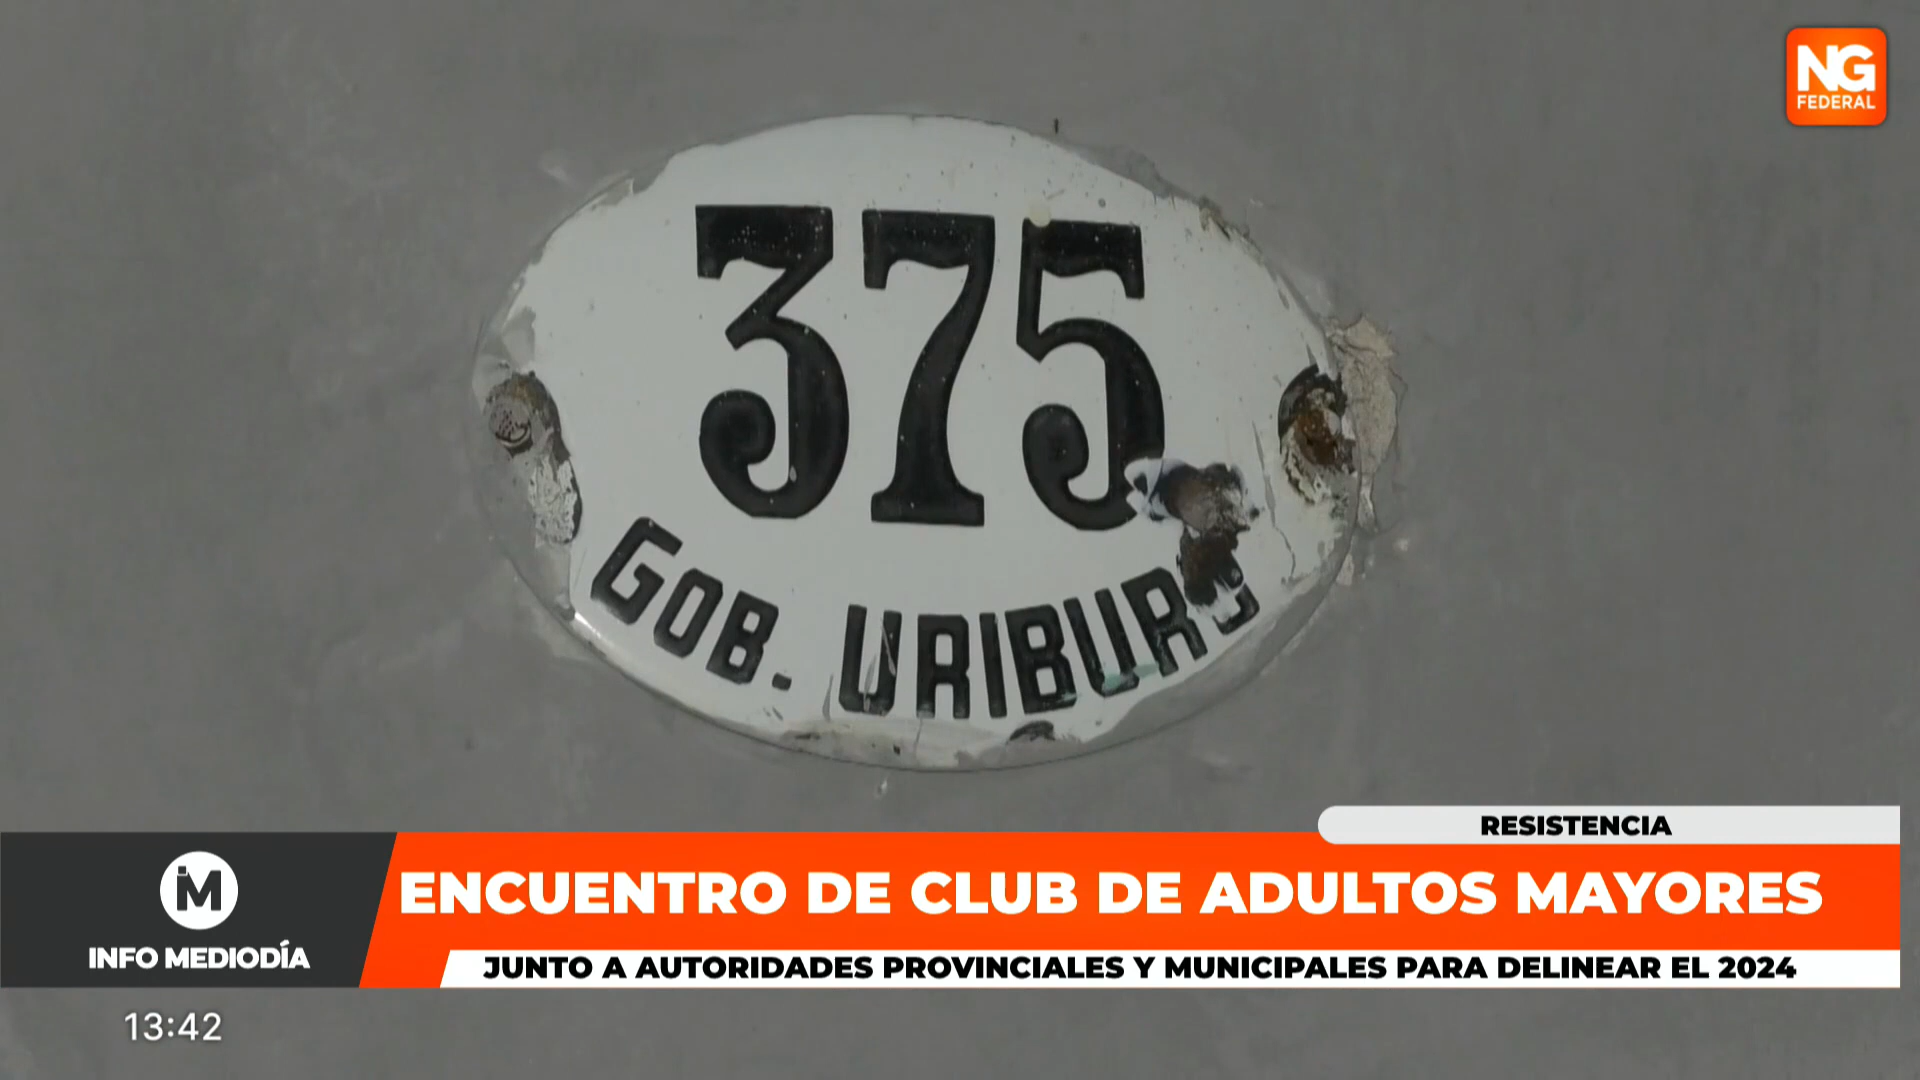 NG
FEDERAL
375
GOB. URIBURU
RESISTENCIA
ENCUENTRO DE CLUB DE ADULTOS MAYORES
JUNTO A AUTORIDADES PROVINCIALES Y MUNICIPALES PARA DELINEAR EL 2024
iM
INFO MEDIODÍA
13:42